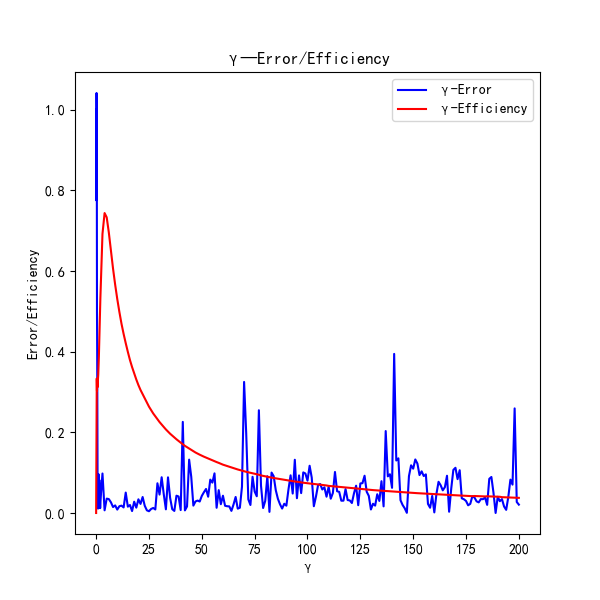 γ—Error/Efficiency
γ-Error
γ-Efficiency
Error/Efficiency
1.0
0.8
0.6
0.4
0.2
0.0
0 25 50 75 100 125 150 175 200
γ